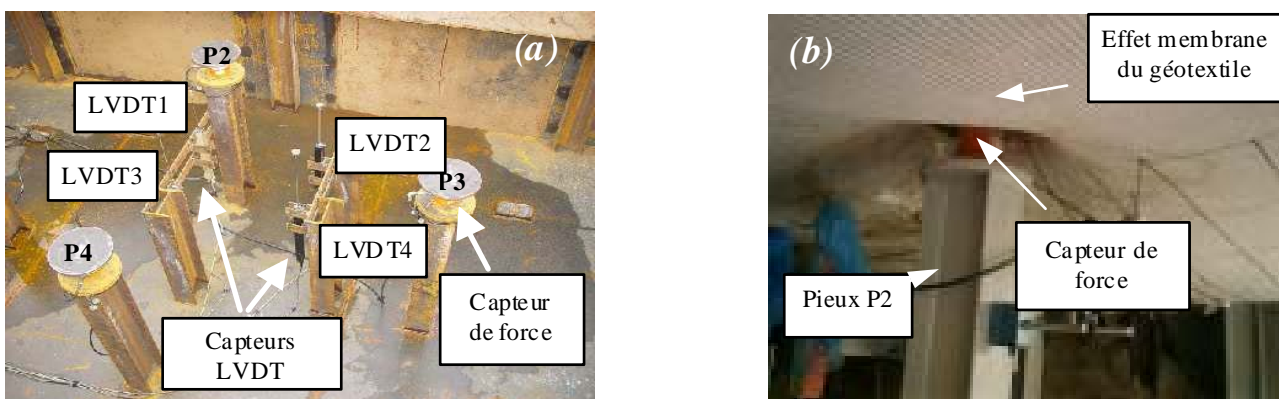 (a)
P2
LVDT1
LVDT2
LVDT3
P3
P4
LVDT4
Capteurs
LVDT
Capteur
de force
(b)
Effet membrane
du géotextile
Capteur de
force
Pieux P2